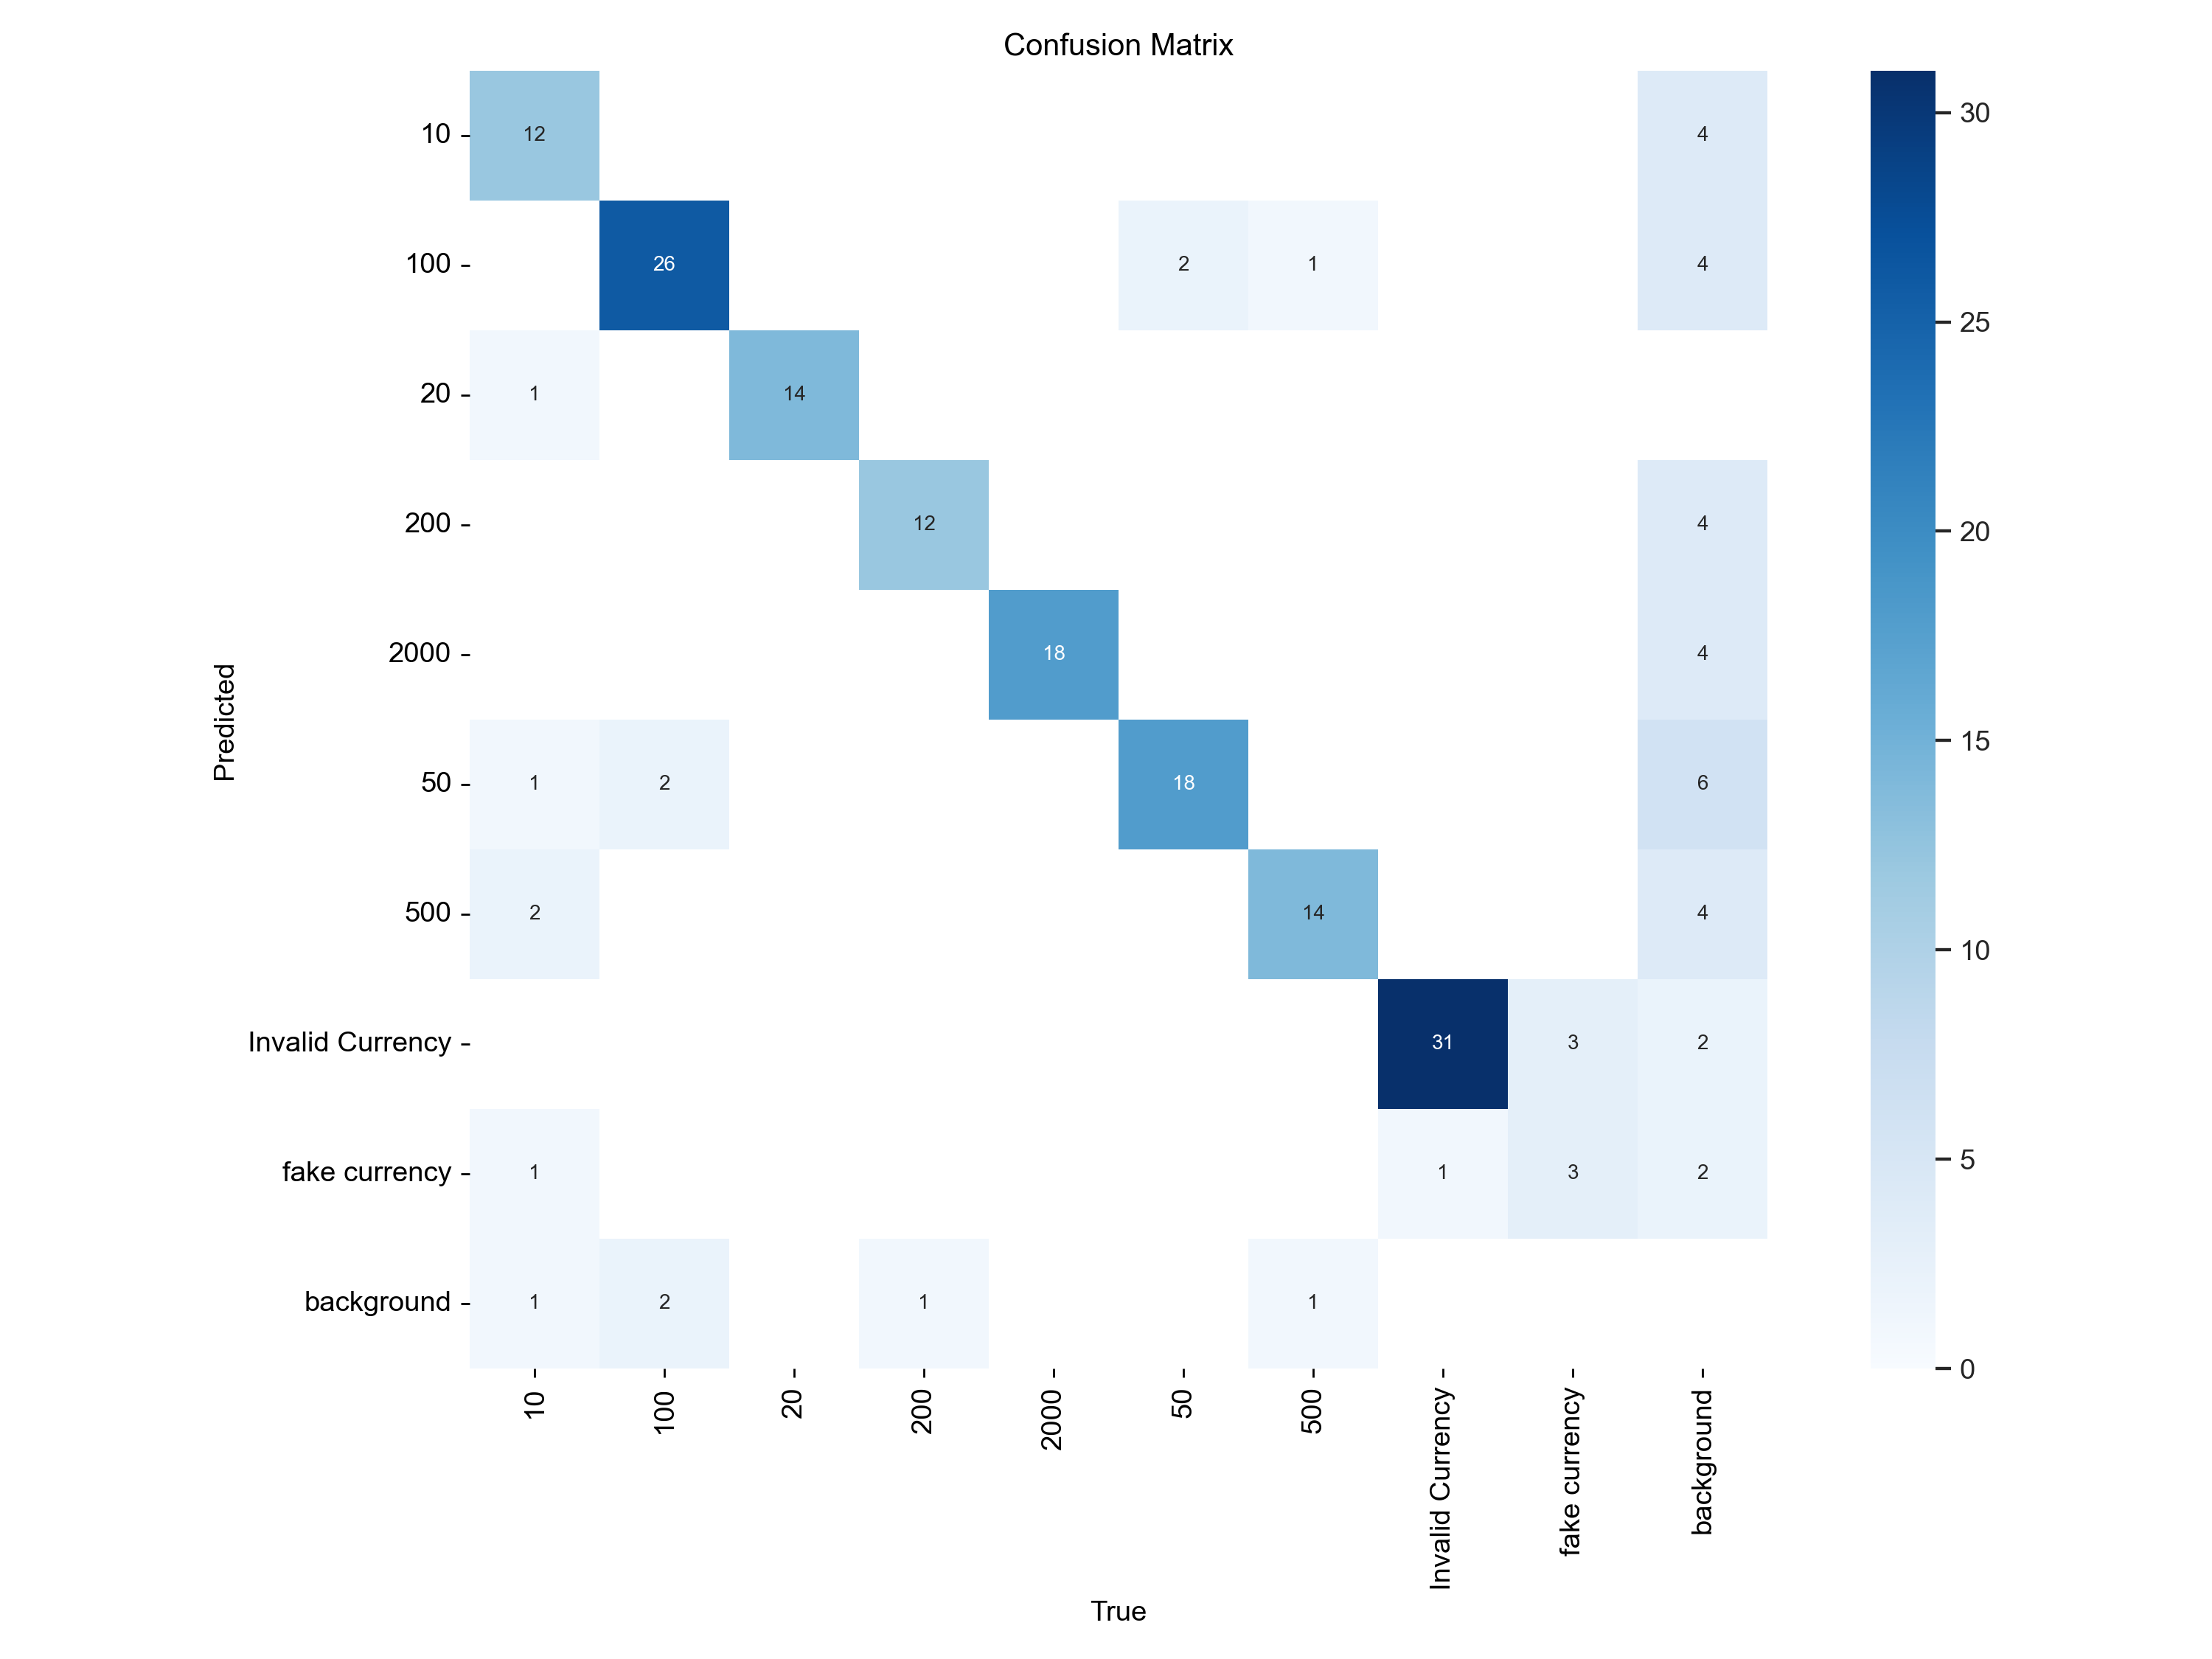 Confusion Matrix
10 12 4 30
100 26 2 1 4
25
20 1 14
200 12 4 20
2000 18 4
15
50 1 2 18 6
500 2 14 4
10
Invalid Currency 31 3 2
fake currency 1 1 3 2 5
background 1 2 1 1
0
Predicted
10 100 20 200 2000 50 500 Invalid Currency fake currency background
True